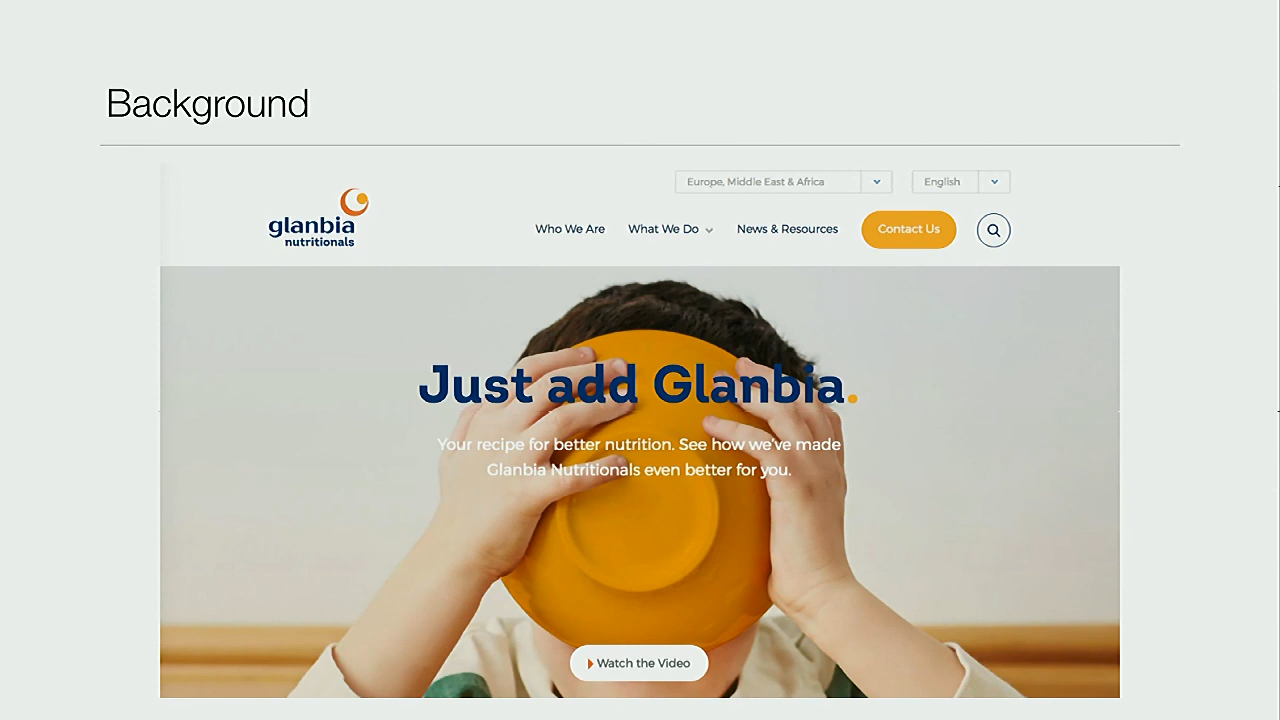 Background
Europe, Middle East & Africa
English
glanbia
nutritionals
Who We Are
What We Do
News & Resources
Contact Us
Just add Glanbia.
Your recipe for better nutrition. See how we've made
Glanbia Nutritionals even better for you.
Watch the Video